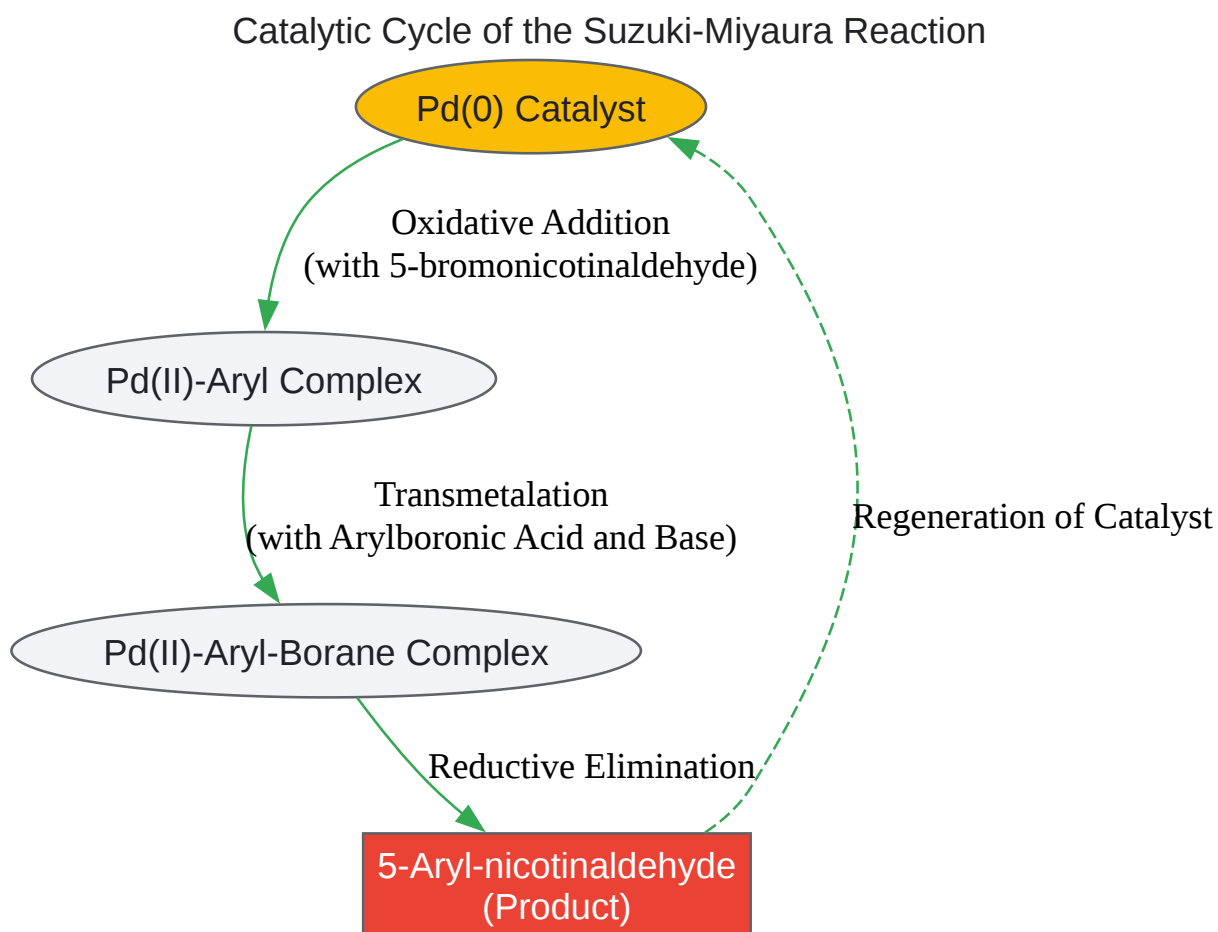 Catalytic Cycle of the Suzuki-Miyaura Reaction
Pd(0) Catalyst
Oxidative Addition
(with 5-bromonicotinaldehyde)
Pd(II)-Aryl Complex
Transmetalation
(with Arylboronic Acid and Base)
Regeneration of Catalyst
Pd(II)-Aryl-Borane Complex
Reductive Elimination
5-Aryl-nicotinaldehyde
(Product)